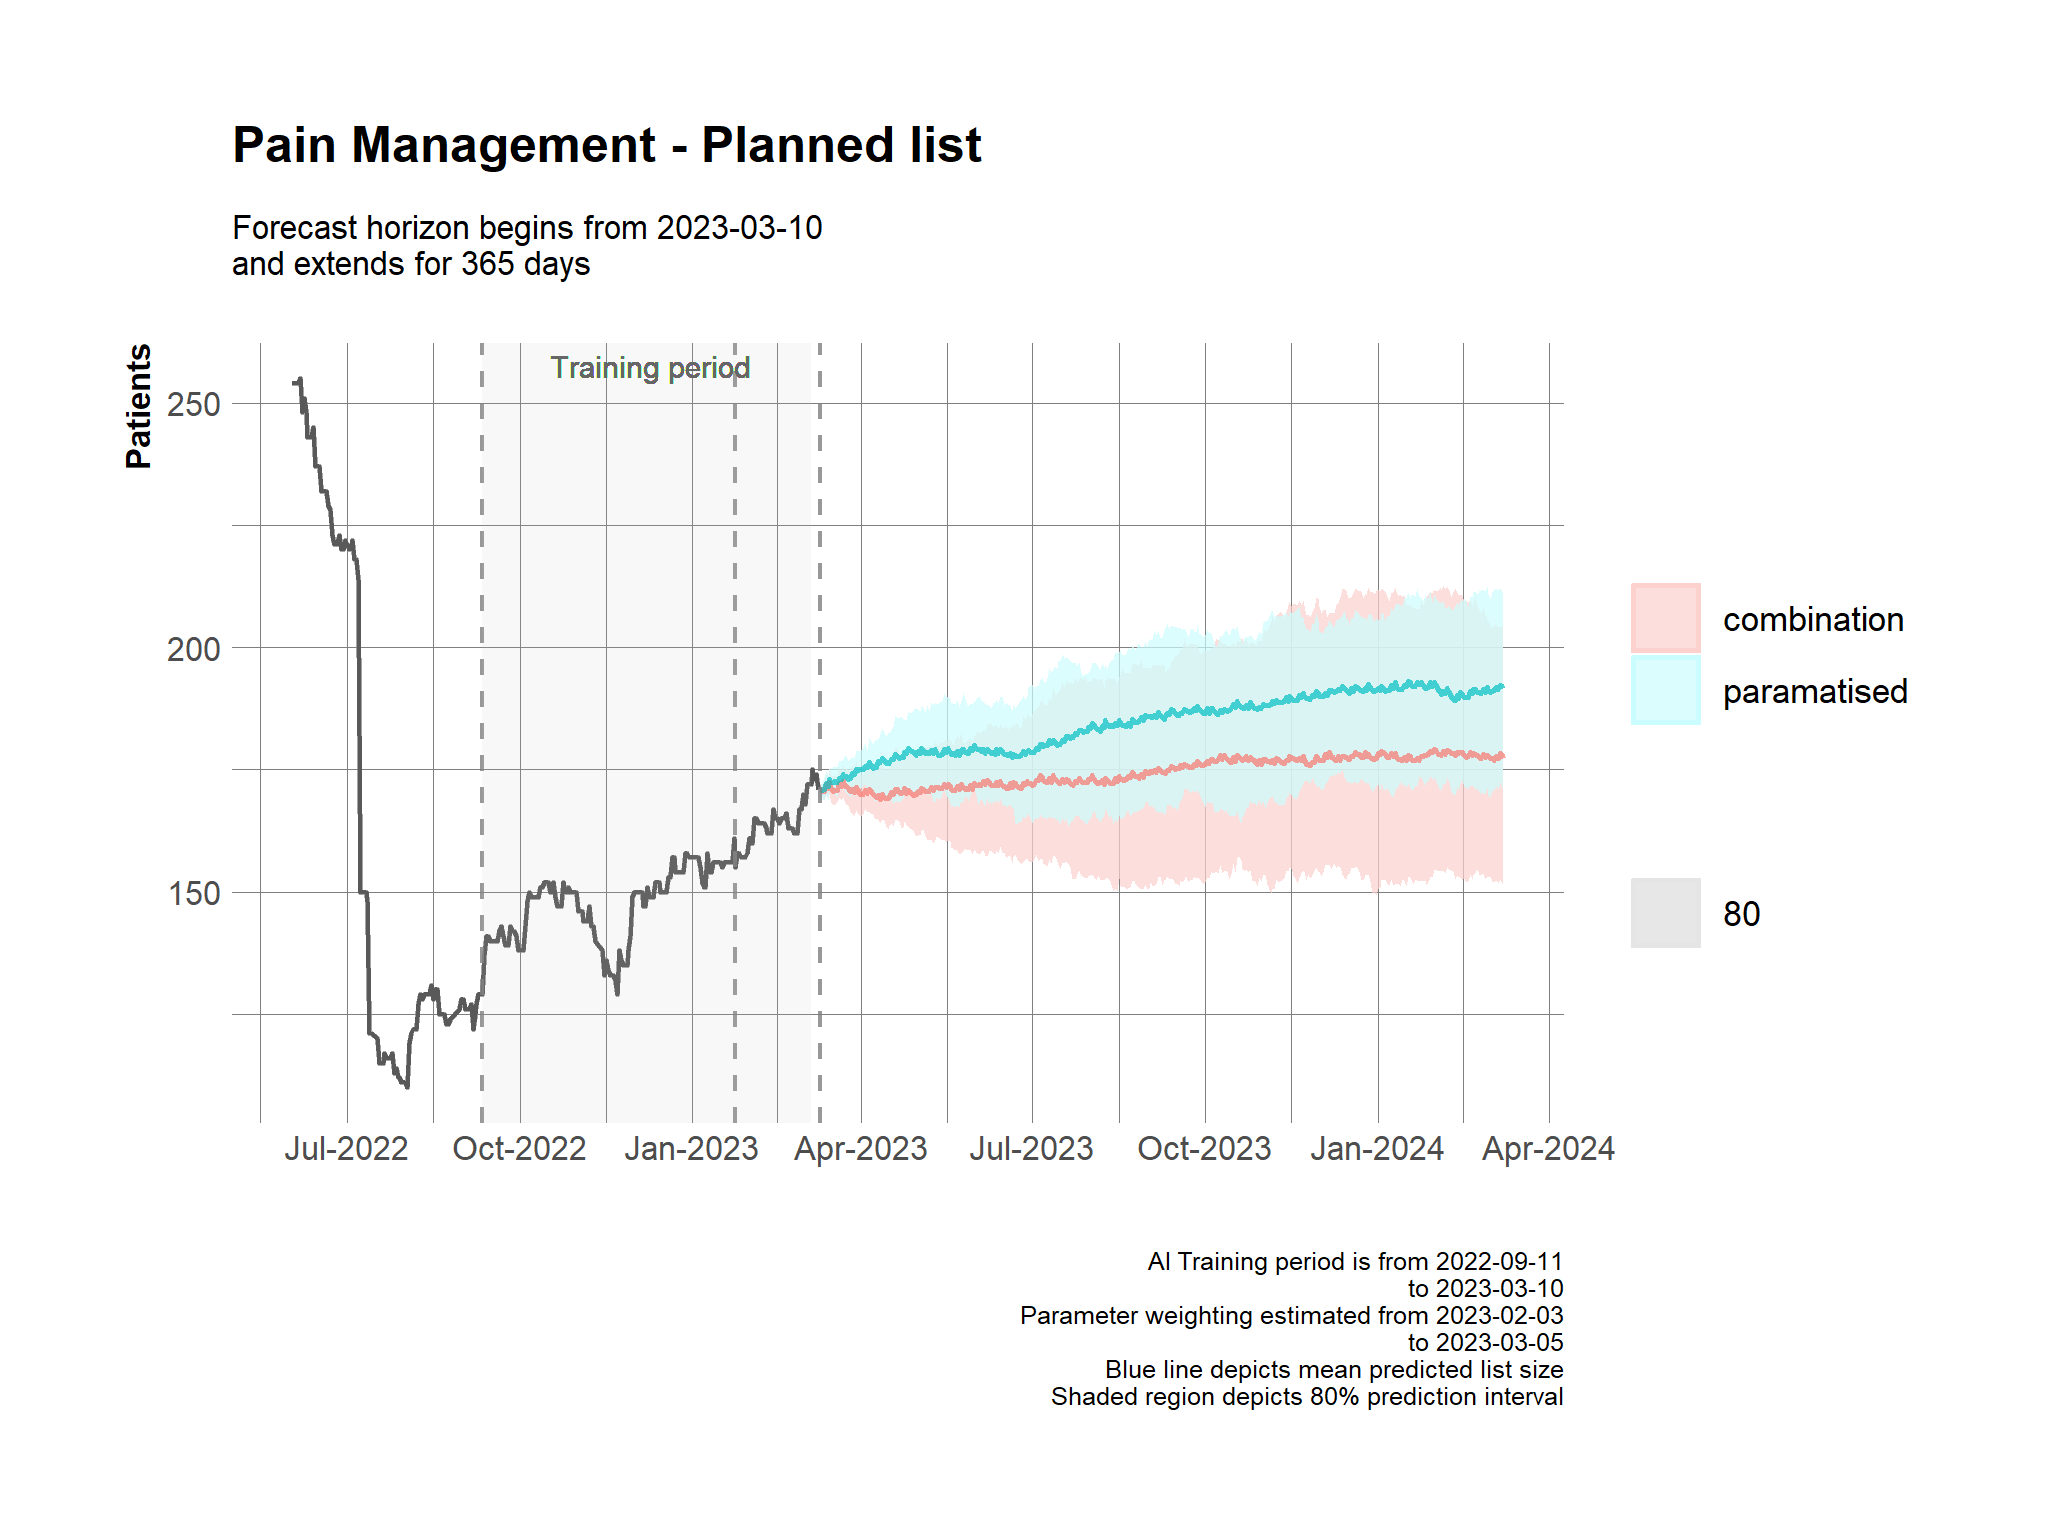 Pain Management - Planned list
Forecast horizon begins from 2023-03-10
and extends for 365 days
Patients
Training period
250
200
150
Jul-2022
Oct-2022
Jan-2023
Apr-2023
Jul-2023
Oct-2023
Jan-2024
Apr-2024
combination
paramatised
80
AI Training period is from 2022-09-11
to 2023-03-10
Parameter weighting estimated from 2023-02-03
to 2023-03-05
Blue line depicts mean predicted list size
Shaded region depicts 80% prediction interval